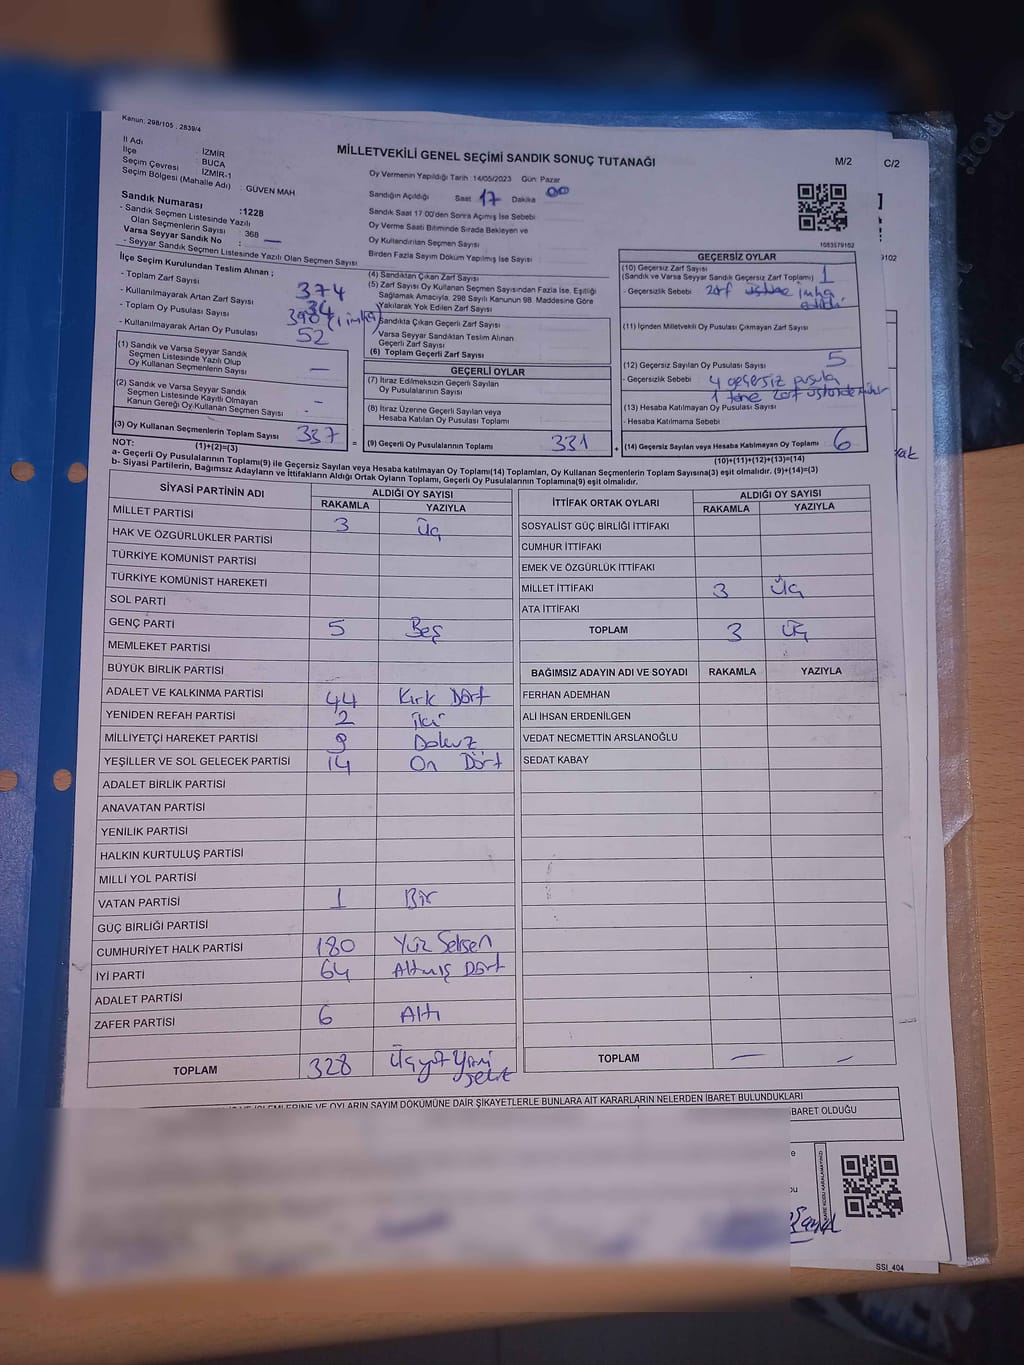 Kanun: 298/105 ; 2839/4
MİLLETVEKİLİ GENEL SEÇİMİ SANDIK SONUÇ TUTANAĞI
M/2
C/2
İl Adı : İZMİR
İlçe : BUCA
Seçim Çevresi : İZMİR-1
Seçim Bölgesi (Mahalle Adı) : GÜVEN MAH
Sandık Numarası :1228
- Sandık Seçmen Listesinde Yazılı
Olan Seçmenlerin Sayısı : 368
Varsa Seyyar Sandık No : —
- Seyyar Sandık Seçmen Listesinde Yazılı Olan Seçmen Sayısı
Oy Vermenin Yapıldığı Tarih 14/05/2023 Gün Pazar
Sandığın Açıldığı Saat 17 Dakika 00
Sandık Saat 17 00'den Sonra Açılmış İse Sebebi
Oy Verme Saati Bitiminde Sırada Bekleyen ve
Oy Kullandırılan Seçmen Sayısı
Birden Fazla Sayım Döküm Yapılmış İse Sayısı
1083579102
İlçe Seçim Kurulundan Teslim Alınan ;
- Toplam Zarf Sayısı 374
- Kullanılmayarak Artan Zarf Sayısı 34
- Toplam Oy Pusulası Sayısı 390 (1 imha)
- Kullanılmayarak Artan Oy Pusulası 52
(1) Sandık ve Varsa Seyyar Sandık
Seçmen Listesinde Yazılı Olup
Oy Kullanan Seçmenlerin Sayısı —
(2) Sandık ve Varsa Seyyar Sandık
Seçmen Listesinde Kayıtlı Olmayan
Kanun Gereği Oy Kullanan Seçmen Sayısı -
(3) Oy Kullanan Seçmenlerin Toplam Sayısı 337
(1)+(2)=(3)
(4) Sandıktan Çıkan Zarf Sayısı
(5) Zarf Sayısı Oy Kullanan Seçmen Sayısından Fazla İse, Eşitliği
Sağlamak Amacıyla, 298 Sayılı Kanunun 98. Maddesine Göre
Yakılarak Yok Edilen Zarf Sayısı
Sandıkta Çıkan Geçerli Zarf Sayısı
Varsa Seyyar Sandıktan Teslim Alınan
Geçerli Zarf Sayısı
(6) Toplam Geçerli Zarf Sayısı
GEÇERLİ OYLAR
(7) İtiraz Edilmeksizin Geçerli Sayılan
Oy Pusulalarının Sayısı
(8) İtiraz Üzerine Geçerli Sayılan veya
Hesaba Katılan Oy Pusulası Toplamı
= (9) Geçerli Oy Pusulalarının Toplamı 331
GEÇERSİZ OYLAR
(10) Geçersiz Zarf Sayısı
(Sandık ve Varsa Seyyar Sandık Geçersiz Zarf Toplamı) 1
- Geçersizlik Sebebi zarf üstüne imha edildi
(11) İçinden Milletvekili Oy Pusulası Çıkmayan Zarf Sayısı
(12) Geçersiz Sayılan Oy Pusulası Sayısı 5
- Geçersizlik Sebebi 4 geçersiz pusula
1 tane zarf
(13) Hesaba Katılmayan Oy Pusulası Sayısı
- Hesaba Katılmama Sebebi
+ (14) Geçersiz Sayılan veya Hesaba Katılmayan Oy Toplamı 6
(10)+(11)+(12)+(13)=(14)
NOT:
a- Geçerli Oy Pusulalarının Toplamı(9) ile Geçersiz Sayılan veya Hesaba katılmayan Oy Toplamı(14) Toplamları, Oy Kullanan Seçmenlerin Toplam Sayısına(3) eşit olmalıdır. (9)+(14)=(3)
b- Siyasi Partilerin, Bağımsız Adayların ve İttifakların Aldığı Ortak Oyların Toplamı, Geçerli Oy Pusulalarının Toplamına(9) eşit olmalıdır.
SİYASİ PARTİNİN ADI ALDIĞI OY SAYISI
RAKAMLA YAZIYLA
MİLLET PARTİSİ 3 Üç
HAK VE ÖZGÜRLÜKLER PARTİSİ
TÜRKİYE KOMÜNİST PARTİSİ
TÜRKİYE KOMÜNİST HAREKETİ
SOL PARTİ
GENÇ PARTİ 5 Beş
MEMLEKET PARTİSİ
BÜYÜK BİRLİK PARTİSİ
ADALET VE KALKINMA PARTİSİ 44 Kırk Dört
YENİDEN REFAH PARTİSİ 2 iki
MİLLİYETÇİ HAREKET PARTİSİ 9 Dokuz
YEŞİLLER VE SOL GELECEK PARTİSİ 14 On Dört
ADALET BİRLİK PARTİSİ
ANAVATAN PARTİSİ
YENİLİK PARTİSİ
HALKIN KURTULUŞ PARTİSİ
MİLLİ YOL PARTİSİ
VATAN PARTİSİ 1 Bir
GÜÇ BİRLİĞİ PARTİSİ
CUMHURİYET HALK PARTİSİ 180 Yüz Seksen
İYİ PARTİ 64 Altmış Dört
ADALET PARTİSİ
ZAFER PARTİSİ 6 Altı
TOPLAM 328 Üçyüz Yirmi Sekiz
İTTİFAK ORTAK OYLARI ALDIĞI OY SAYISI
RAKAMLA YAZIYLA
SOSYALİST GÜÇ BİRLİĞİ İTTİFAKI
CUMHUR İTTİFAKI
EMEK VE ÖZGÜRLÜK İTTİFAKI
MİLLET İTTİFAKI 3 Üç
ATA İTTİFAKI
TOPLAM 3 Üç
BAĞIMSIZ ADAYIN ADI VE SOYADI RAKAMLA YAZIYLA
FERHAN ADEMHAN
ALİ İHSAN ERDENİLGEN
VEDAT NECMETTİN ARSLANOĞLU
SEDAT KABAY
TOPLAM — —
İŞLEMLERİNE VE OYLARIN SAYIM DÖKÜMÜNE DAİR ŞİKAYETLERLE BUNLARA AİT KARARLARIN NELERDEN İBARET BULUNDUKLARI
BARET OLDUĞU
SSİ_404